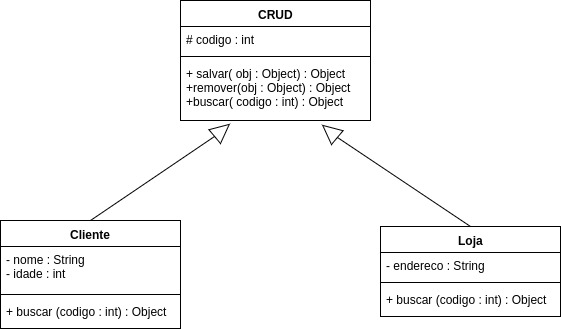 CRUD
# codigo : int
+ salvar( obj : Object) : Object
+remover(obj : Object) : Object
+buscar( codigo : int) : Object
Cliente
- nome : String
- idade : int
+ buscar (codigo : int) : Object
Loja
- endereco : String
+ buscar (codigo : int) : Object